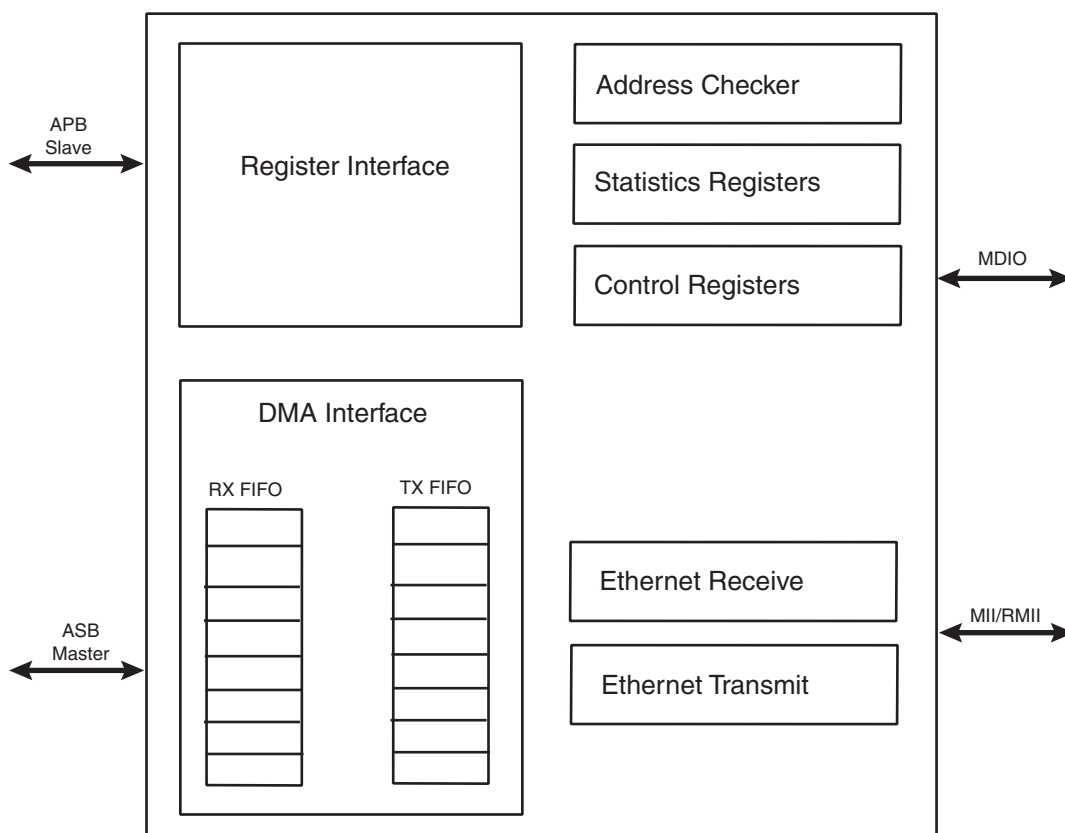 APB
Slave
Register Interface
Address Checker
Statistics Registers
Control Registers
MDIO
DMA Interface
RX FIFO
TX FIFO
ASB
Master
Ethernet Receive
Ethernet Transmit
MII/RMII